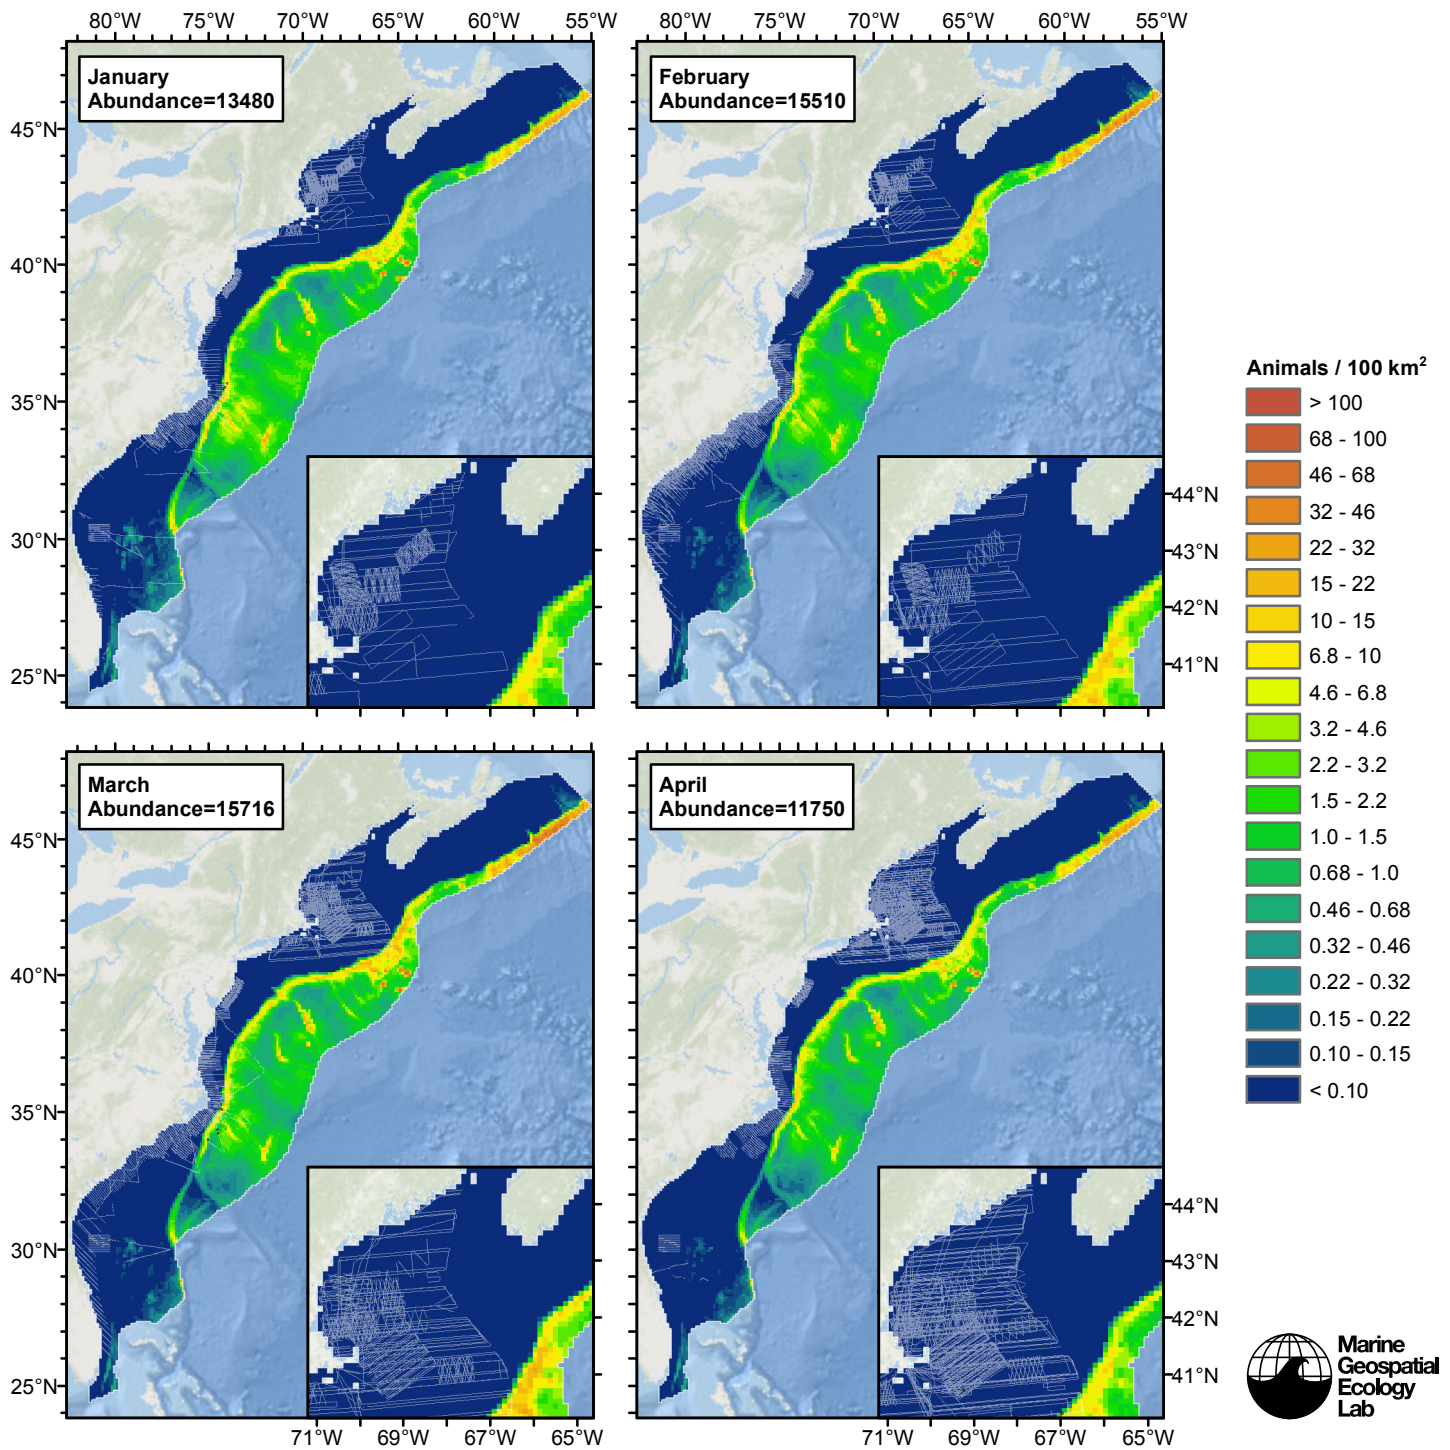 80°W 75°W 70°W 65°W 60°W 55°W
80°W 75°W 70°W 65°W 60°W 55°W
January
Abundance=13480
February
Abundance=15510
45°N
40°N
35°N
30°N
25°N
44°N
43°N
42°N
41°N
Animals / 100 km²
> 100
68 - 100
46 - 68
32 - 46
22 - 32
15 - 22
10 - 15
6.8 - 10
4.6 - 6.8
3.2 - 4.6
2.2 - 3.2
1.5 - 2.2
1.0 - 1.5
0.68 - 1.0
0.46 - 0.68
0.32 - 0.46
0.22 - 0.32
0.15 - 0.22
0.10 - 0.15
< 0.10
March
Abundance=15716
April
Abundance=11750
45°N
40°N
35°N
30°N
25°N
44°N
43°N
42°N
41°N
71°W 69°W 67°W 65°W
71°W 69°W 67°W 65°W
Marine
Geospatial
Ecology
Lab